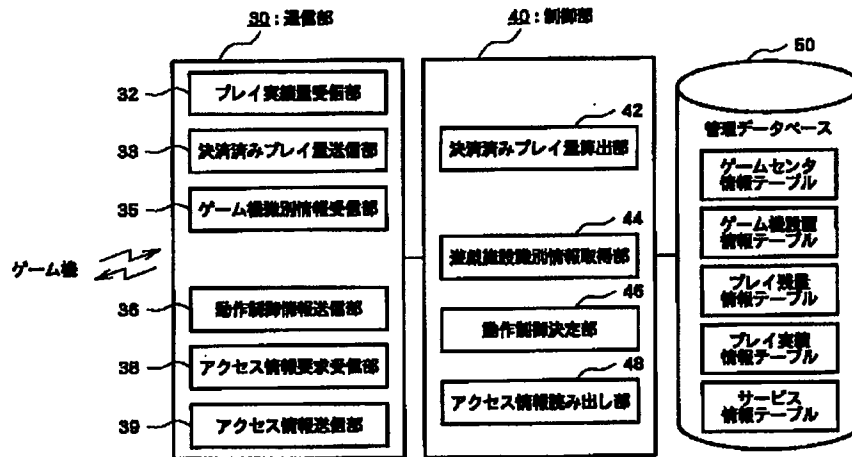 30：通信部
32 プレイ実績量受信部
33 決済済みプレイ量送信部
35 ゲーム機識別情報受信部
ゲーム機
36 動作制御情報送信部
38 アクセス情報要求受信部
39 アクセス情報送信部
40：制御部
42
決済済みプレイ量算出部
44
遊戯施設識別情報取得部
46
動作制御決定部
48
アクセス情報読み出し部
50
管理データベース
ゲームセンタ
情報テーブル
ゲーム機設置
情報テーブル
プレイ残量
情報テーブル
プレイ実績
情報テーブル
サービス
情報テーブル